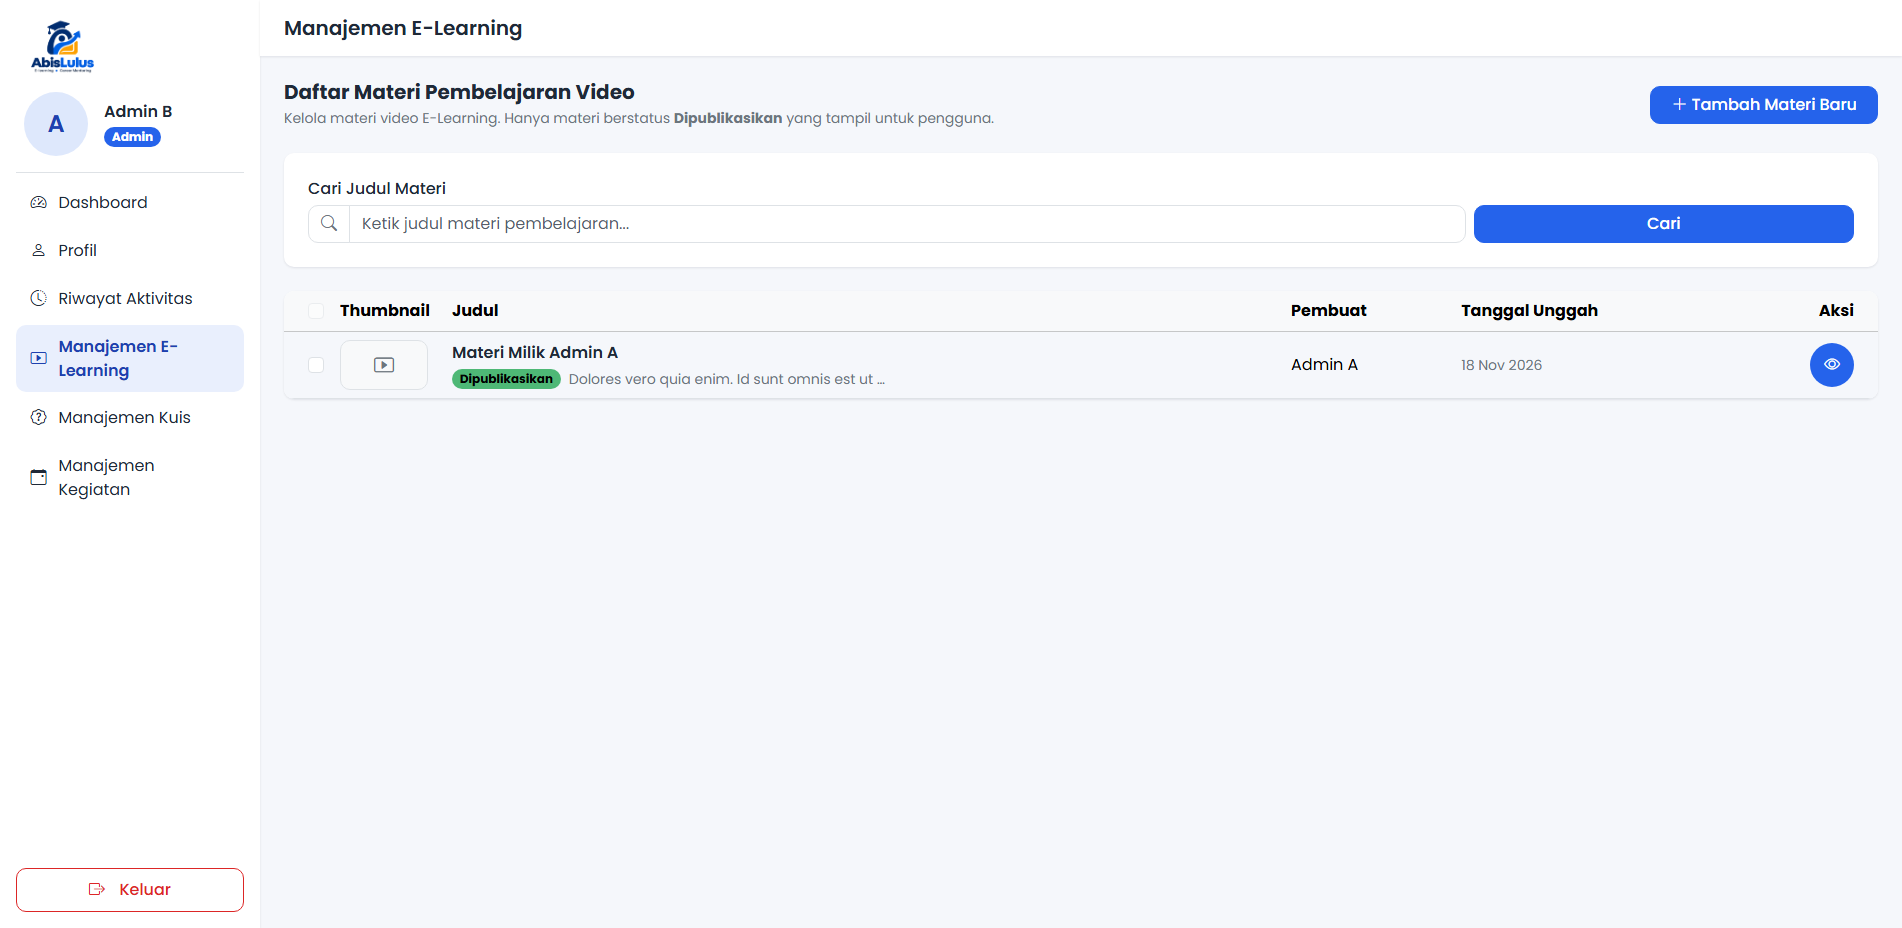 AbisLulus
A
Admin B
Admin
Dashboard
Profil
Riwayat Aktivitas
Manajemen E-
Learning
Manajemen Kuis
Manajemen
Kegiatan
Keluar
Manajemen E-Learning
Daftar Materi Pembelajaran Video
Kelola materi video E-Learning. Hanya materi berstatus Dipublikasikan yang tampil untuk pengguna.
+ Tambah Materi Baru
Cari Judul Materi
Ketik judul materi pembelajaran...
Cari
Thumbnail Judul Pembuat Tanggal Unggah Aksi
Materi Milik Admin A
Dipublikasikan Dolores vero quia enim. Id sunt omnis est ut ...
Admin A
18 Nov 2026